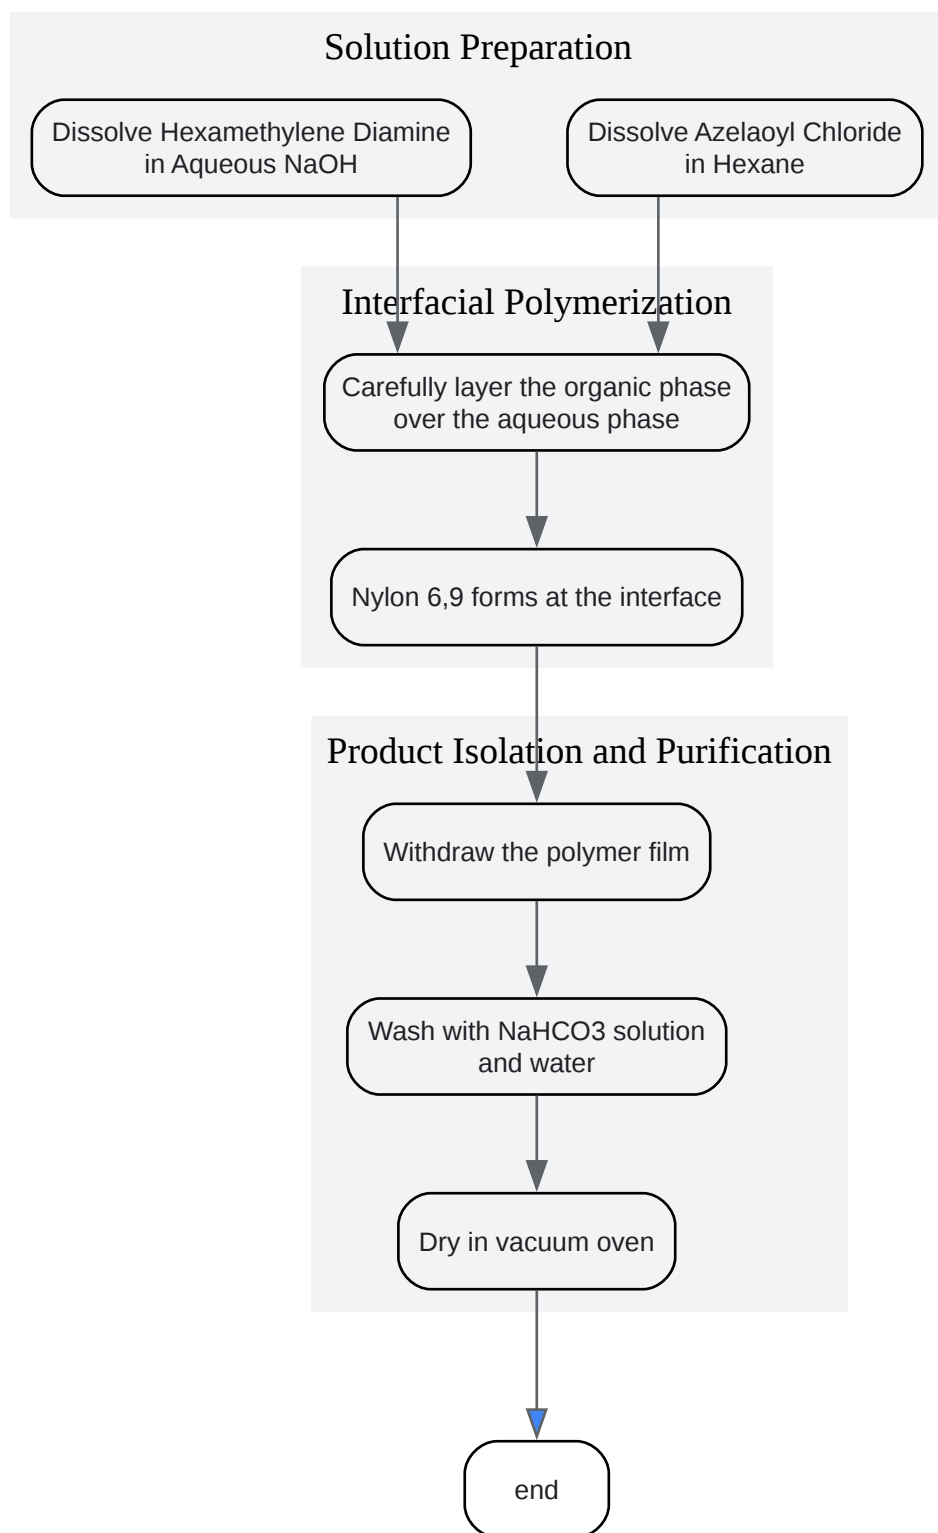 Solution Preparation
Dissolve Hexamethylene Diamine
in Aqueous NaOH
Dissolve Azelaoyl Chloride
in Hexane
Interfacial Polymerization
Carefully layer the organic phase
over the aqueous phase
Nylon 6,9 forms at the interface
Product Isolation and Purification
Withdraw the polymer film
Wash with NaHCO3 solution
and water
Dry in vacuum oven
end